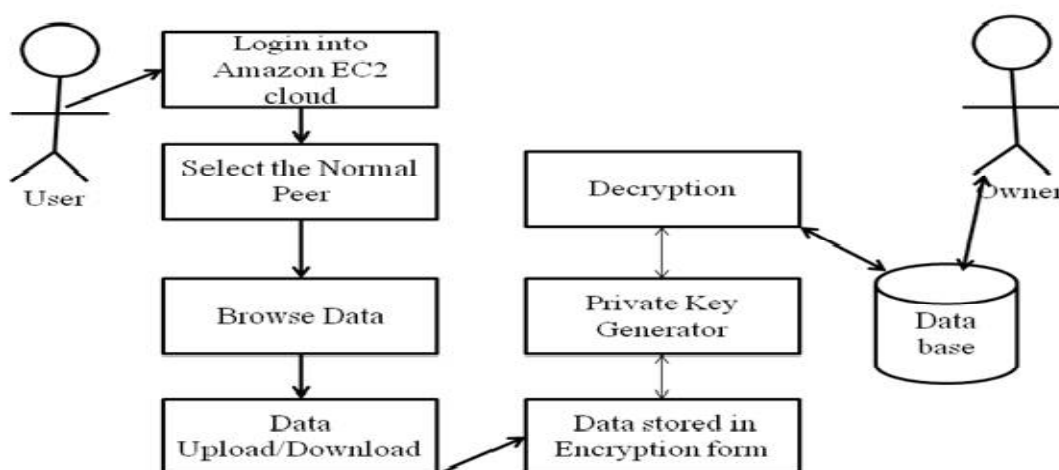 Login into
Amazon EC2
cloud
User
Select the Normal
Peer
Browse Data
Data
Upload/Download
Decryption
Private Key
Generator
Data stored in
Encryption form
Owner
Data
base